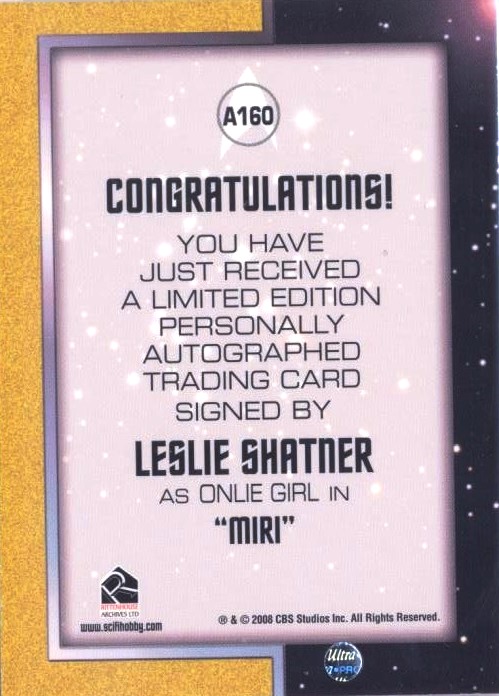 A160
CONGRATULATIONS!
YOU HAVE
JUST RECEIVED
A LIMITED EDITION
PERSONALLY
AUTOGRAPHED
TRADING CARD
SIGNED BY
LESLIE SHATNER
AS ONLIE GIRL IN
“MIRI”
RITTENHOUSE
ARCHIVES LTD
www.scifihobby.com
® & © 2008 CBS Studios Inc. All Rights Reserved.
Ultra
PRO